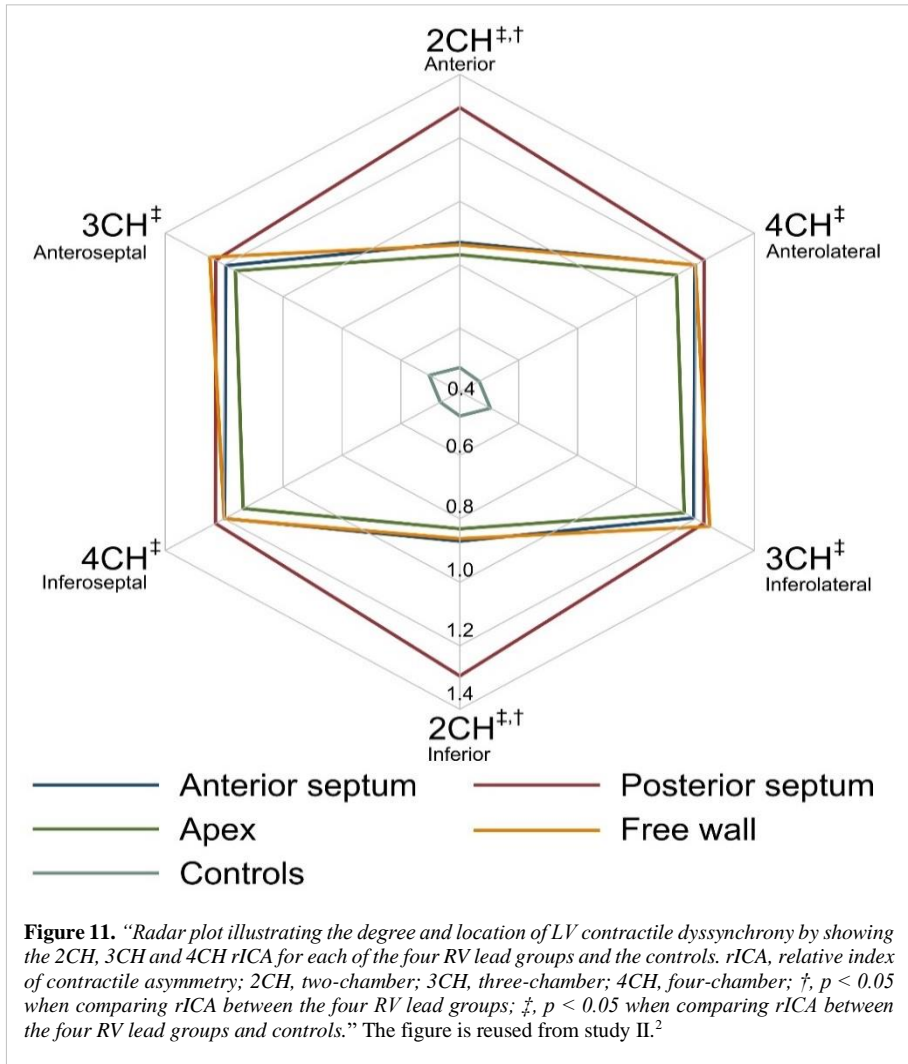 2CH‡,†
Anterior
3CH‡
Anteroseptal
4CH‡
Anterolateral
0.4
0.6
0.8
1.0
1.2
1.4
4CH‡
Inferoseptal
3CH‡
Inferolateral
2CH‡,†
Inferior
Anterior septum
Posterior septum
Apex
Free wall
Controls
Figure 11. “Radar plot illustrating the degree and location of LV contractile dyssynchrony by showing
the 2CH, 3CH and 4CH rICA for each of the four RV lead groups and the controls. rICA, relative index
of contractile asymmetry; 2CH, two-chamber; 3CH, three-chamber; 4CH, four-chamber; †, p < 0.05
when comparing rICA between the four RV lead groups; ‡, p < 0.05 when comparing rICA between
the four RV lead groups and controls.” The figure is reused from study II.2